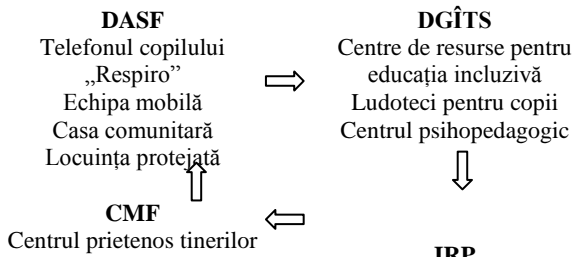 DASF
Telefonul copilului
„Respiro”
Echipa mobilă
Casa comunitară
Locuința protejată
DGÎTS
Centre de resurse pentru
educația incluzivă
Ludoteci pentru copii
Centrul psihopedagogic
CMF
Centrul prietenos tinerilor